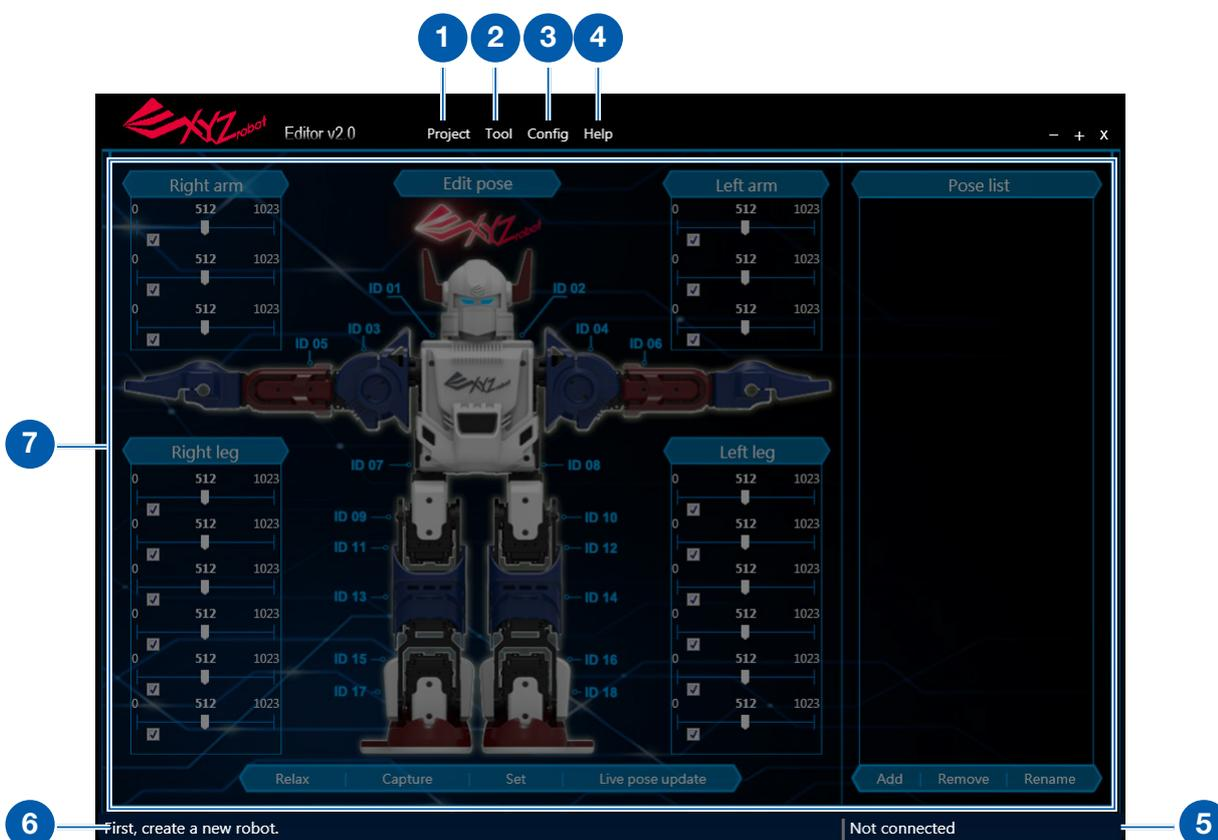 1 2 3 4
XYZrobot Editor v2.0 Project Tool Config Help − + x
Right arm Edit pose Left arm Pose list
0 512 1023 0 512 1023
XYZrobot
0 512 1023 0 512 1023
ID 01 ID 02
0 512 1023 0 512 1023
ID 03 ID 04
ID 05 ID 06
XYZ
7
Right leg Left leg
ID 07 ID 08
0 512 1023 0 512 1023
ID 09 ID 10
0 512 1023 0 512 1023
ID 11 ID 12
0 512 1023 0 512 1023
ID 13 ID 14
0 512 1023 0 512 1023
0 512 1023 ID 15 ID 16 0 512 1023
ID 17 ID 18
0 512 1023 0 512 1023
Relax Capture Set Live pose update Add Remove Rename
6 First, create a new robot. Not connected 5